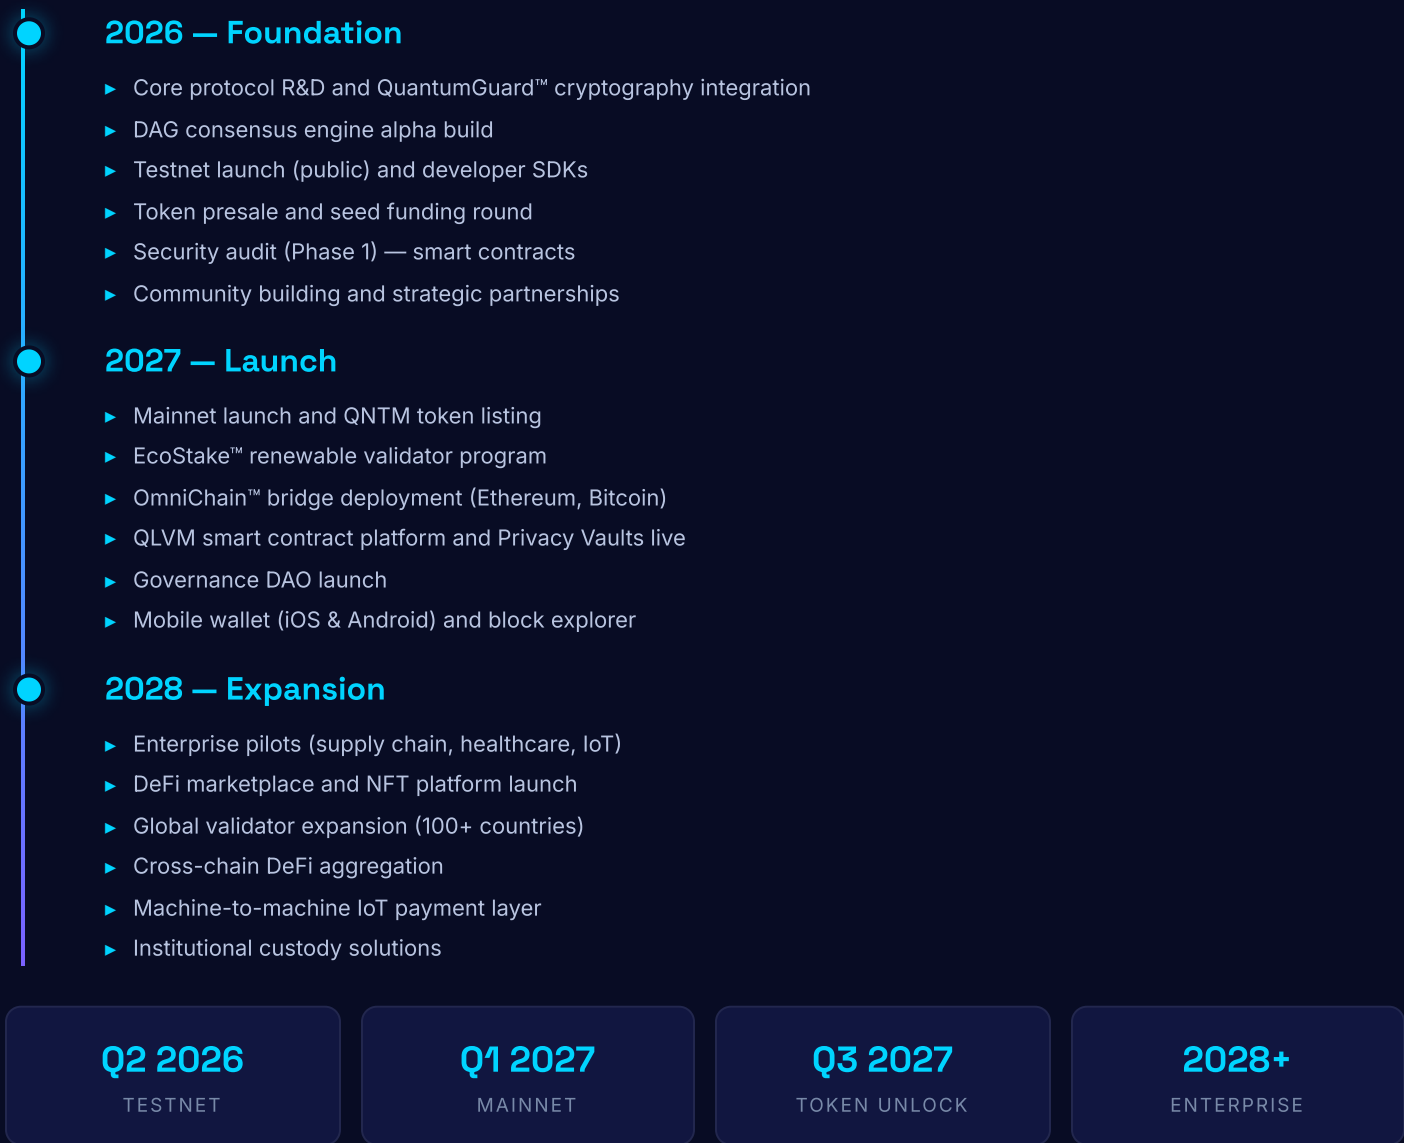 2026 — Foundation
▸ Core protocol R&D and QuantumGuard™ cryptography integration
▸ DAG consensus engine alpha build
▸ Testnet launch (public) and developer SDKs
▸ Token presale and seed funding round
▸ Security audit (Phase 1) — smart contracts
▸ Community building and strategic partnerships
2027 — Launch
▸ Mainnet launch and QNTM token listing
▸ EcoStake™ renewable validator program
▸ OmniChain™ bridge deployment (Ethereum, Bitcoin)
▸ QLVM smart contract platform and Privacy Vaults live
▸ Governance DAO launch
▸ Mobile wallet (iOS & Android) and block explorer
2028 — Expansion
▸ Enterprise pilots (supply chain, healthcare, IoT)
▸ DeFi marketplace and NFT platform launch
▸ Global validator expansion (100+ countries)
▸ Cross-chain DeFi aggregation
▸ Machine-to-machine IoT payment layer
▸ Institutional custody solutions
Q2 2026
TESTNET
Q1 2027
MAINNET
Q3 2027
TOKEN UNLOCK
2028+
ENTERPRISE